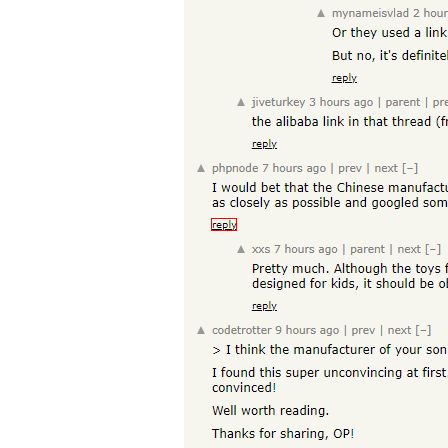 mynameisvlad 2 hour
Or they used a link
But no, it's definite
reply
jiveturkey 3 hours ago | parent | pre
the alibaba link in that thread (f
reply
phpnode 7 hours ago | prev | next [–]
I would bet that the Chinese manufactu
as closely as possible and googled som
reply
xxs 7 hours ago | parent | next [–]
Pretty much. Although the toys f
designed for kids, it should be ol
reply
codetrotter 9 hours ago | prev | next [–]
> I think the manufacturer of your son
I found this super unconvincing at first
convinced!
Well worth reading.
Thanks for sharing, OP!